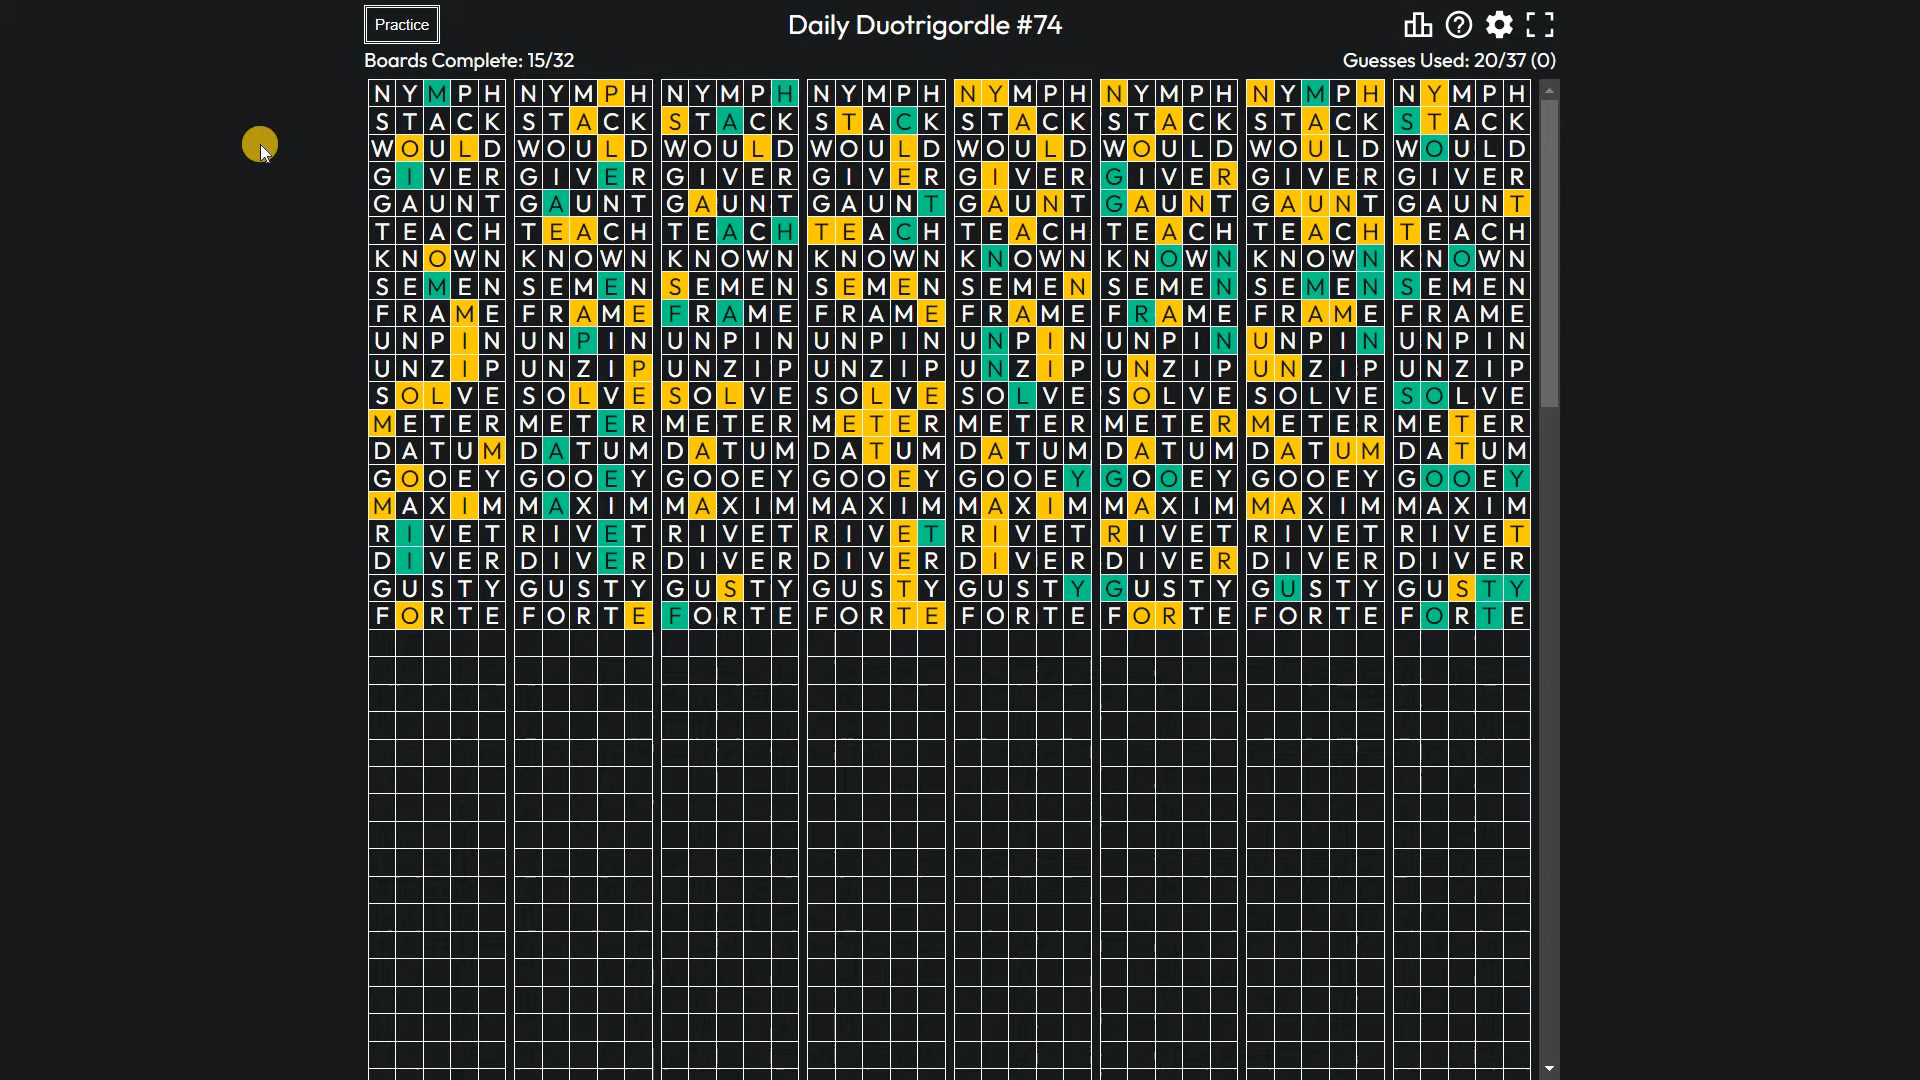 Practice
Daily Duotrigordle #74
Boards Complete: 15/32
Guesses Used: 20/37 (0)
NYMPH NYMPH NYMPH NYMPH NYMPH NYMPH NYMPH NYMPH
STACK STACK STACK STACK STACK STACK STACK STACK
WOULD WOULD WOULD WOULD WOULD WOULD WOULD WOULD
GIVER GIVER GIVER GIVER GIVER GIVER GIVER GIVER
GAUNT GAUNT GAUNT GAUNT GAUNT GAUNT GAUNT GAUNT
TEACH TEACH TEACH TEACH TEACH TEACH TEACH TEACH
KNOWN KNOWN KNOWN KNOWN KNOWN KNOWN KNOWN KNOWN
SEMEN SEMEN SEMEN SEMEN SEMEN SEMEN SEMEN SEMEN
FRAME FRAME FRAME FRAME FRAME FRAME FRAME FRAME
UNPIN UNPIN UNPIN UNPIN UNPIN UNPIN UNPIN UNPIN
UNZIP UNZIP UNZIP UNZIP UNZIP UNZIP UNZIP UNZIP
SOLVE SOLVE SOLVE SOLVE SOLVE SOLVE SOLVE SOLVE
METER METER METER METER METER METER METER METER
DATUM DATUM DATUM DATUM DATUM DATUM DATUM DATUM
GOOEY GOOEY GOOEY GOOEY GOOEY GOOEY GOOEY GOOEY
MAXIM MAXIM MAXIM MAXIM MAXIM MAXIM MAXIM MAXIM
RIVET RIVET RIVET RIVET RIVET RIVET RIVET RIVET
DIVER DIVER DIVER DIVER DIVER DIVER DIVER DIVER
GUSTY GUSTY GUSTY GUSTY GUSTY GUSTY GUSTY GUSTY
FORTE FORTE FORTE FORTE FORTE FORTE FORTE FORTE